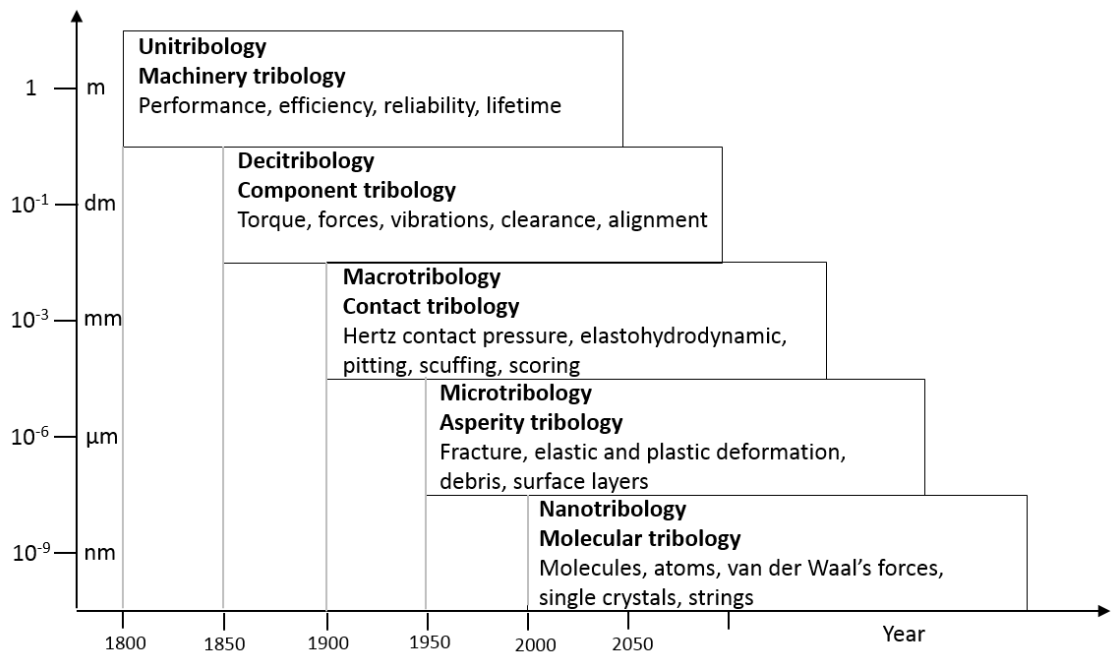 Unitribology
Machinery tribology
Performance, efficiency, reliability, lifetime
1 m
Decitribology
Component tribology
Torque, forces, vibrations, clearance, alignment
10⁻¹ dm
Macrotribology
Contact tribology
Hertz contact pressure, elastohydrodynamic,
pitting, scuffing, scoring
10⁻³ mm
Microtribology
Asperity tribology
Fracture, elastic and plastic deformation,
debris, surface layers
10⁻⁶ µm
Nanotribology
Molecular tribology
Molecules, atoms, van der Waal’s forces,
single crystals, strings
10⁻⁹ nm
1800 1850 1900 1950 2000 2050 Year